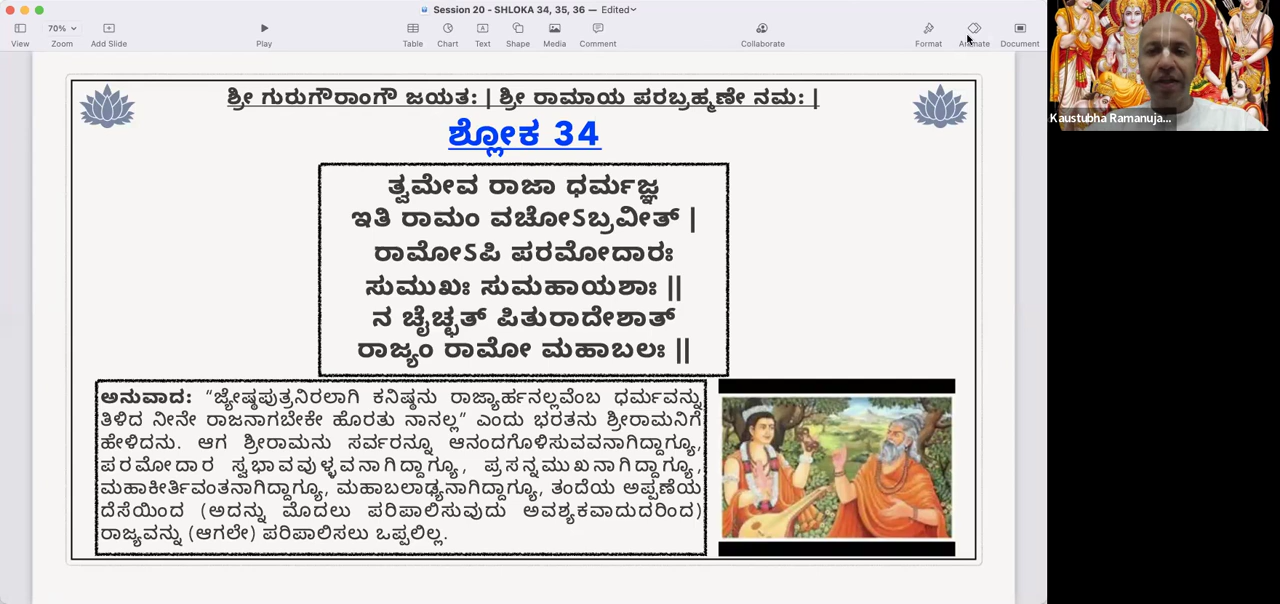 Session 20 - SHLOKA 34, 35, 36 — Edited
70%
View
Zoom
Add Slide
Play
Table
Chart
Text
Shape
Media
Comment
Collaborate
Format
Animate
Document
Kaustubha Ramanuja...
ಶ್ರೀ ಗುರುಗೌರಾಂಗೌ ಜಯತ: | ಶ್ರೀ ರಾಮಾಯ ಪರಬ್ರಹ್ಮಣೇ ನಮ: |
ಶ್ಲೋಕ 34
ತ್ವಮೇವ ರಾಜಾ ಧರ್ಮಜ್ಞ
ಇತಿ ರಾಮಂ ವಚೋಽಬ್ರವೀತ್ |
ರಾಮೋಽಪಿ ಪರಮೋದಾರಃ
ಸುಮುಖಃ ಸುಮಹಾಯಶಾಃ ||
ನ ಚೈಚ್ಛತ್ ಪಿತುರಾದೇಶಾತ್
ರಾಜ್ಯಂ ರಾಮೋ ಮಹಾಬಲಃ ||
ಅನುವಾದ: “ಜ್ಯೇಷ್ಠಪುತ್ರನಿರಲಾಗಿ ಕನಿಷ್ಠನು ರಾಜ್ಯಾರ್ಹನಲ್ಲವೆಂಬ ಧರ್ಮವನ್ನು
ತಿಳಿದ ನೀನೇ ರಾಜನಾಗಬೇಕೇ ಹೊರತು ನಾನಲ್ಲ” ಎಂದು ಭರತನು ಶ್ರೀರಾಮನಿಗೆ
ಹೇಳಿದನು. ಆಗ ಶ್ರೀರಾಮನು ಸರ್ವರನ್ನೂ ಆನಂದಗೊಳಿಸುವವನಾಗಿದ್ದಾಗ್ಯೂ,
ಪರಮೋದಾರ ಸ್ವಭಾವವುಳ್ಳವನಾಗಿದ್ದಾಗ್ಯೂ, ಪ್ರಸನ್ನಮುಖನಾಗಿದ್ದಾಗ್ಯೂ,
ಮಹಾಕೀರ್ತಿವಂತನಾಗಿದ್ದಾಗ್ಯೂ, ಮಹಾಬಲಾಢ್ಯನಾಗಿದ್ದಾಗ್ಯೂ, ತಂದೆಯ ಅಪ್ಪಣೆಯ
ದೆಸೆಯಿಂದ (ಅದನ್ನು ಮೊದಲು ಪರಿಪಾಲಿಸುವುದು ಅವಶ್ಯಕವಾದುದರಿಂದ)
ರಾಜ್ಯವನ್ನು (ಆಗಲೇ) ಪರಿಪಾಲಿಸಲು ಒಪ್ಪಲಿಲ್ಲ.